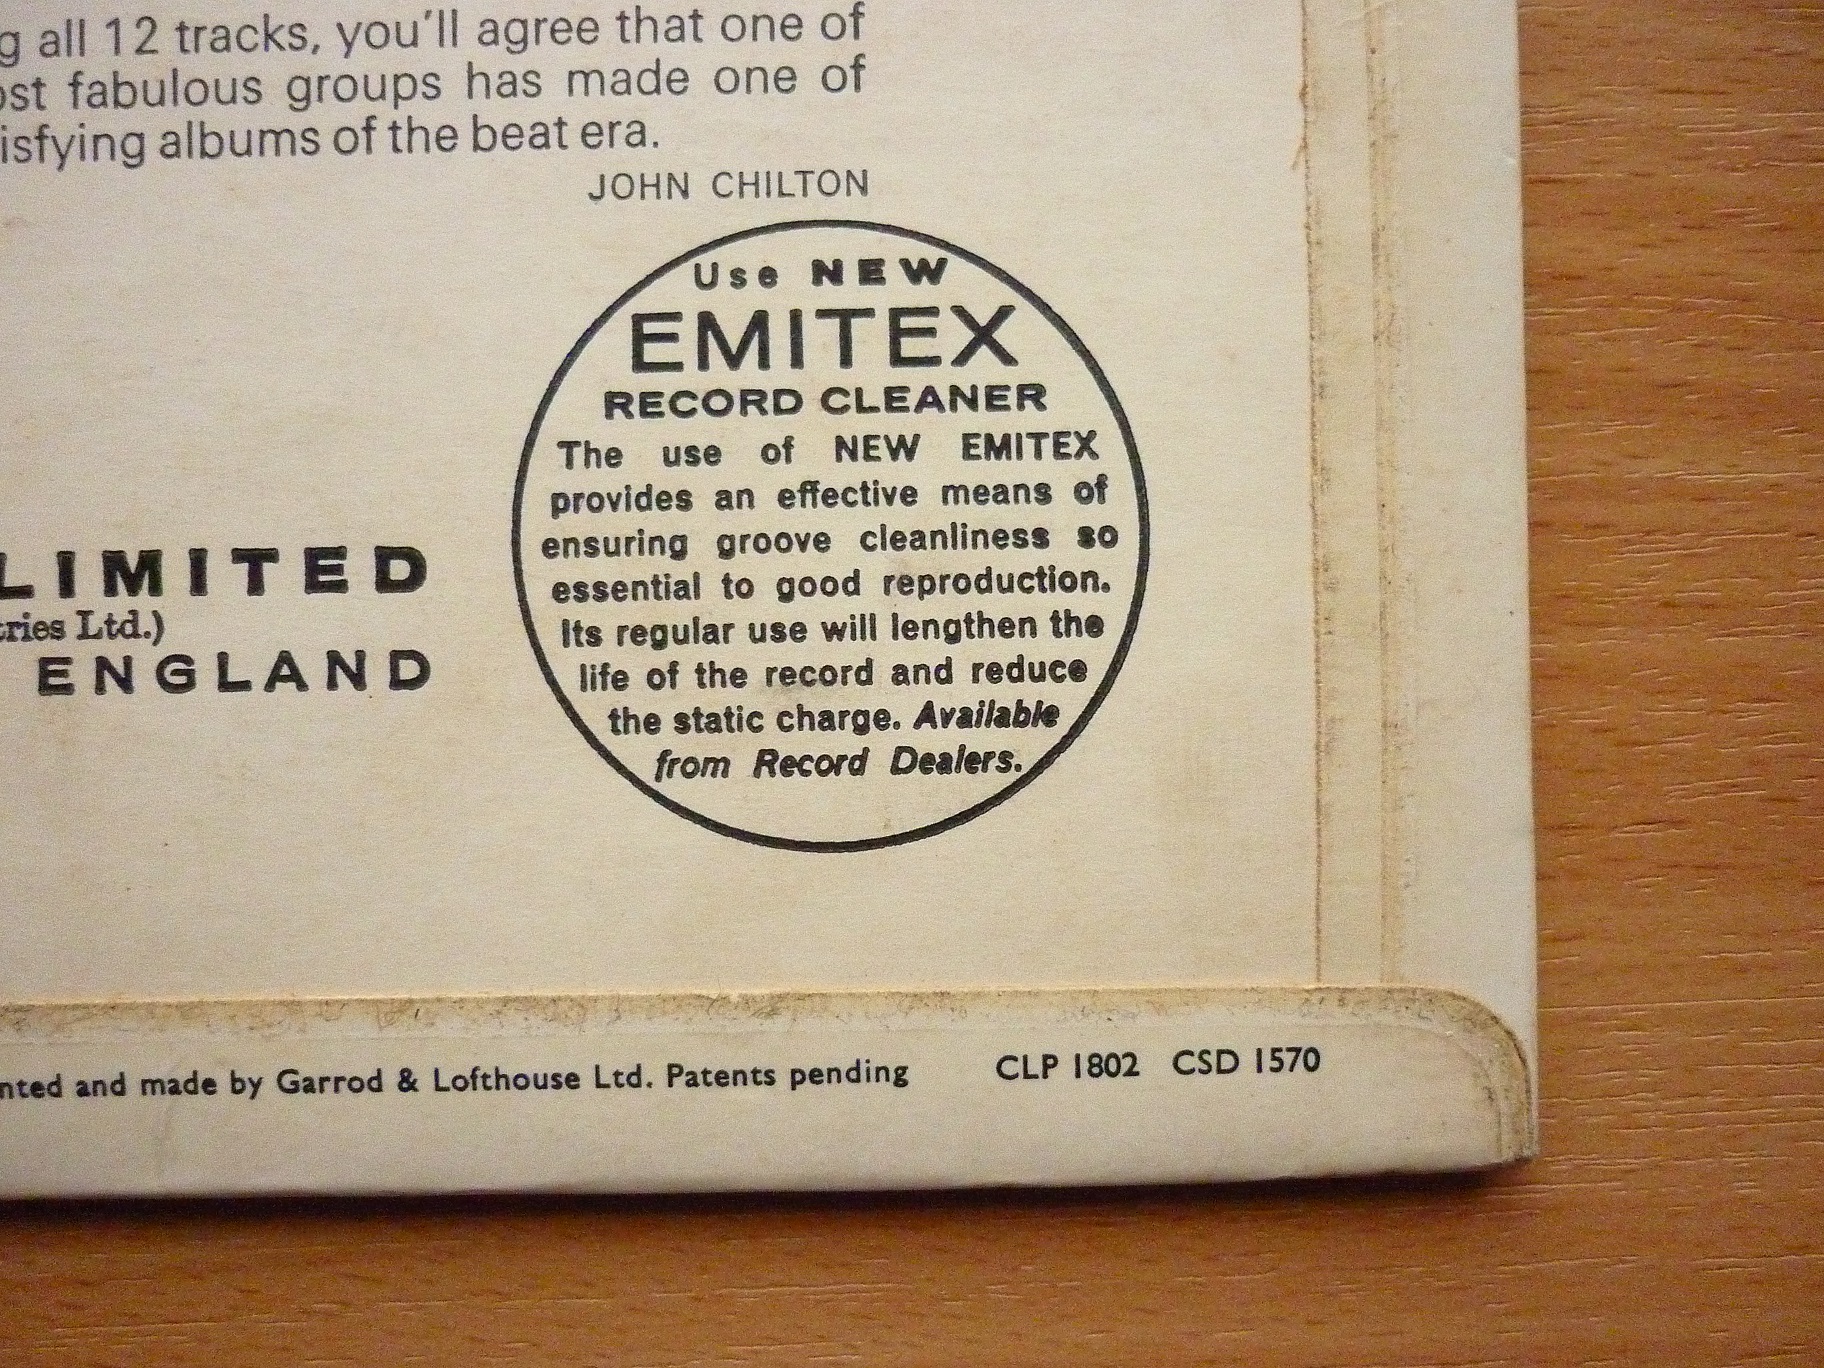 all 12 tracks, you'll agree that one of
fabulous groups has made one of
albums of the beat era.
JOHN CHILTON
Use NEW
EMITEX
RECORD CLEANER
The use of NEW EMITEX
provides an effective means of
ensuring groove cleanliness so
essential to good reproduction.
Its regular use will lengthen the
life of the record and reduce
the static charge. Available
from Record Dealers.
LIMITED
Ltd.)
ENGLAND
and made by Garrod & Lofthouse Ltd. Patents pending CLP 1802 CSD 1570